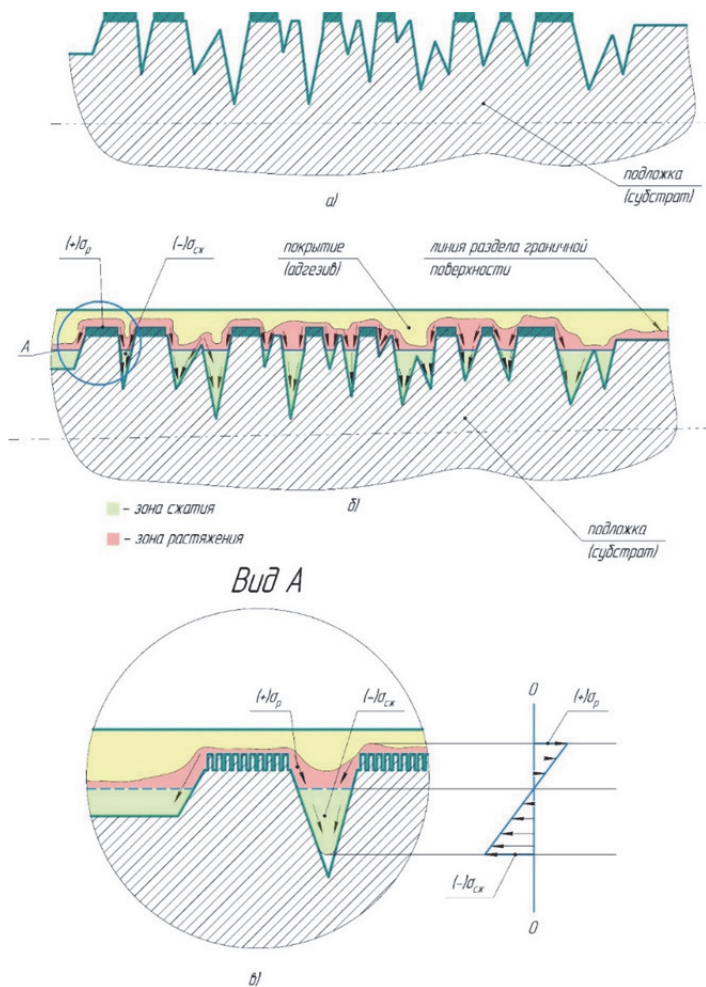 подложка
(субстрат)
а)
(+)σр
(–)σсж
покрытие
(адгезив)
линия раздела граничной
поверхности
А
– зона сжатия
– зона растяжения
б)
подложка
(субстрат)
Вид А
(+)σр
(–)σсж
0
(+)σр
(–)σсж
0
в)